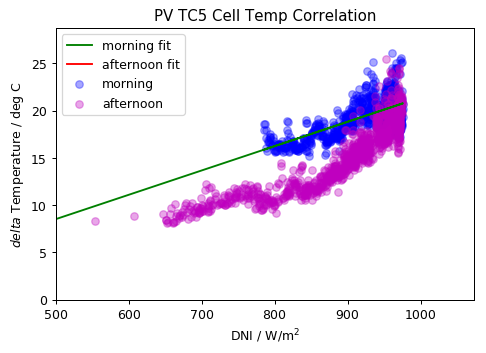 PV TC5 Cell Temp Correlation
morning fit
afternoon fit
morning
afternoon
delta Temperature / deg C
25
20
15
10
5
0
500 600 700 800 900 1000
DNI / W/m²